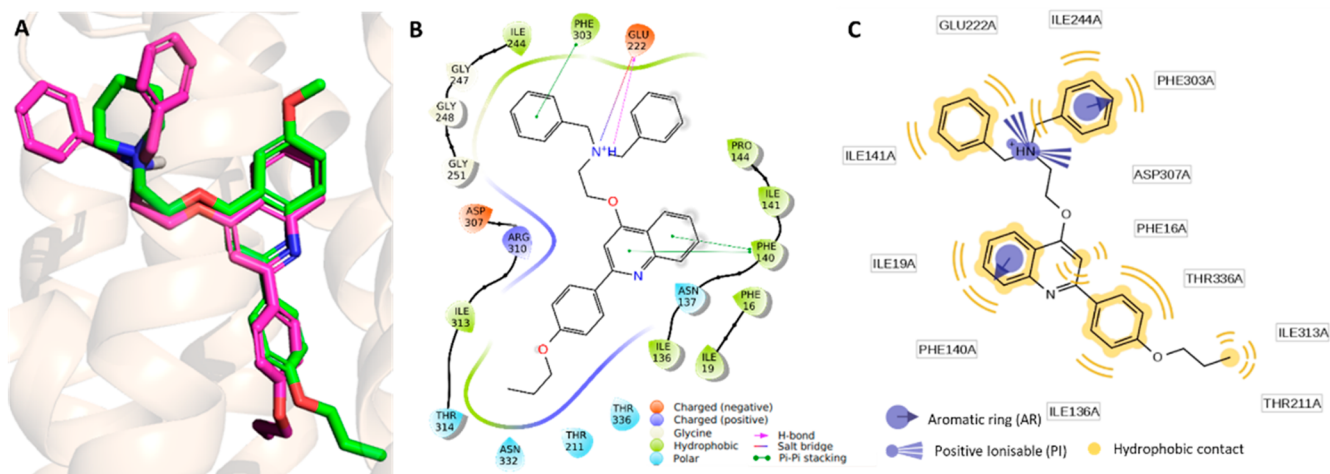 A
B
ILE
244
PHE
303
GLU
222
GLY
247
GLY
248
GLY
251
PRO
144
ILE
141
ASP
307
ARG
310
PHE
140
ASN
137
PHE
16
ILE
313
ILE
136
ILE
19
THR
314
THR
336
THR
211
ASN
332
N⁺H
O
N
O
Charged (negative)
Charged (positive)
Glycine
Hydrophobic
Polar
H-bond
Salt bridge
Pi-Pi stacking
C
GLU222A
ILE244A
PHE303A
ILE141A
ASP307A
PHE16A
ILE19A
THR336A
ILE313A
PHE140A
THR211A
ILE136A
HN
+
O
N
O
Aromatic ring (AR)
Positive Ionisable (PI)
Hydrophobic contact